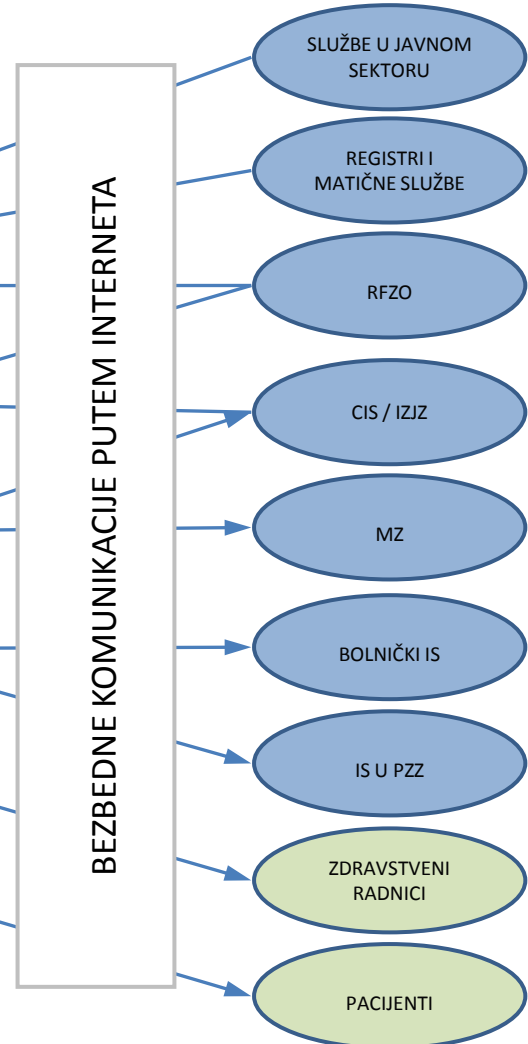 BEZBEDNE KOMUNIKACIJE PUTEM INTERNETA
SLUŽBE U JAVNOM
SEKTORU
REGISTRI I
MATIČNE SLUŽBE
RFZO
CIS / IZJZ
MZ
BOLNIČKI IS
IS U PZZ
ZDRAVSTVENI
RADNICI
PACIJENTI